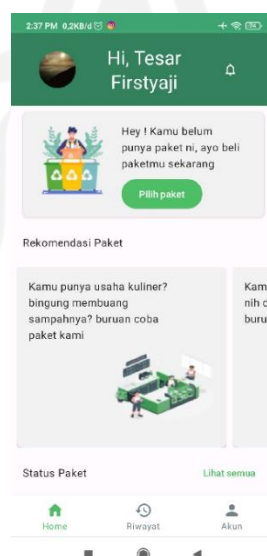 2:37 PM 0,2KB/d
Hi, Tesar
Firstyaji
Hey ! Kamu belum
punya paket ni, ayo beli
paketmu sekarang
Pilih paket
Rekomendasi Paket
Kamu punya usaha kuliner?
bingung membuang
sampahnya? buruan coba
paket kami
Kam
nih
buru
Status Paket
Lihat semua
Home
Riwayat
Akun